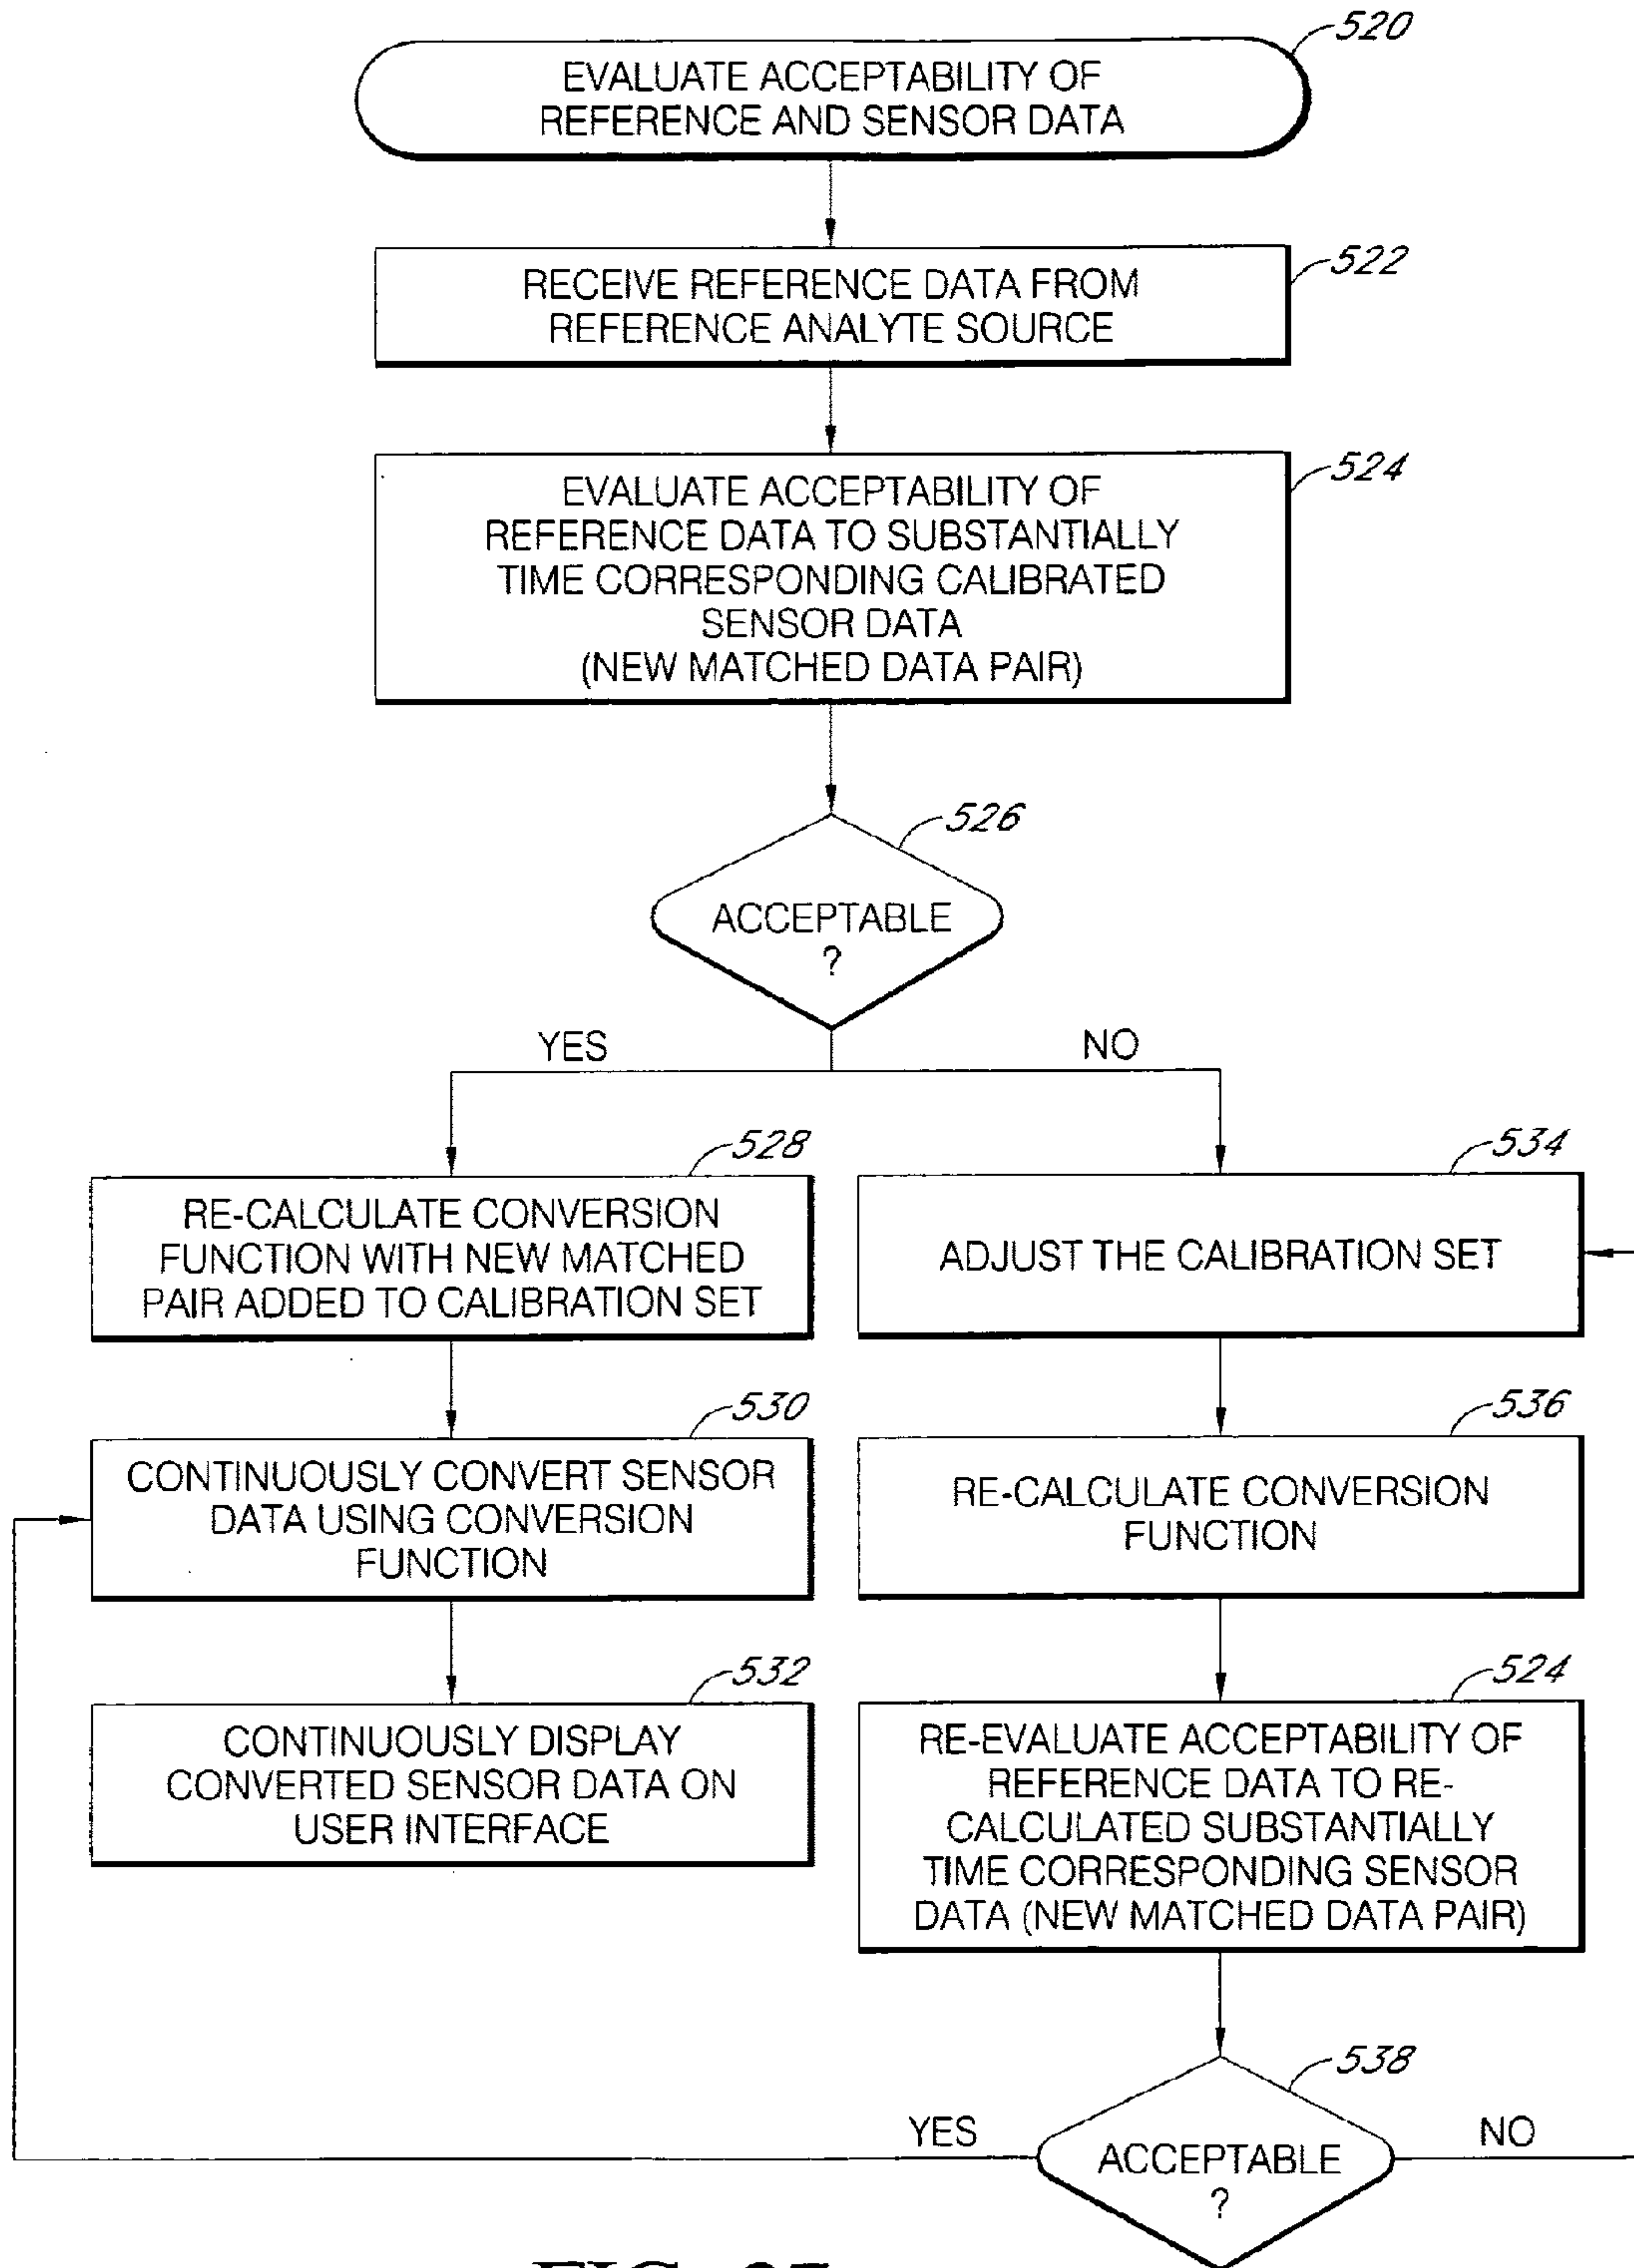 520
EVALUATE ACCEPTABILITY OF
REFERENCE AND SENSOR DATA
522
RECEIVE REFERENCE DATA FROM
REFERENCE ANALYTE SOURCE
524
EVALUATE ACCEPTABILITY OF
REFERENCE DATA TO SUBSTANTIALLY
TIME CORRESPONDING CALIBRATED
SENSOR DATA
(NEW MATCHED DATA PAIR)
526
ACCEPTABLE
?
YES
NO
528
RE-CALCULATE CONVERSION
FUNCTION WITH NEW MATCHED
PAIR ADDED TO CALIBRATION SET
534
ADJUST THE CALIBRATION SET
530
CONTINUOUSLY CONVERT SENSOR
DATA USING CONVERSION
FUNCTION
536
RE-CALCULATE CONVERSION
FUNCTION
532
CONTINUOUSLY DISPLAY
CONVERTED SENSOR DATA ON
USER INTERFACE
524
RE-EVALUATE ACCEPTABILITY OF
REFERENCE DATA TO RE-
CALCULATED SUBSTANTIALLY
TIME CORRESPONDING SENSOR
DATA (NEW MATCHED DATA PAIR)
538
YES
ACCEPTABLE
?
NO